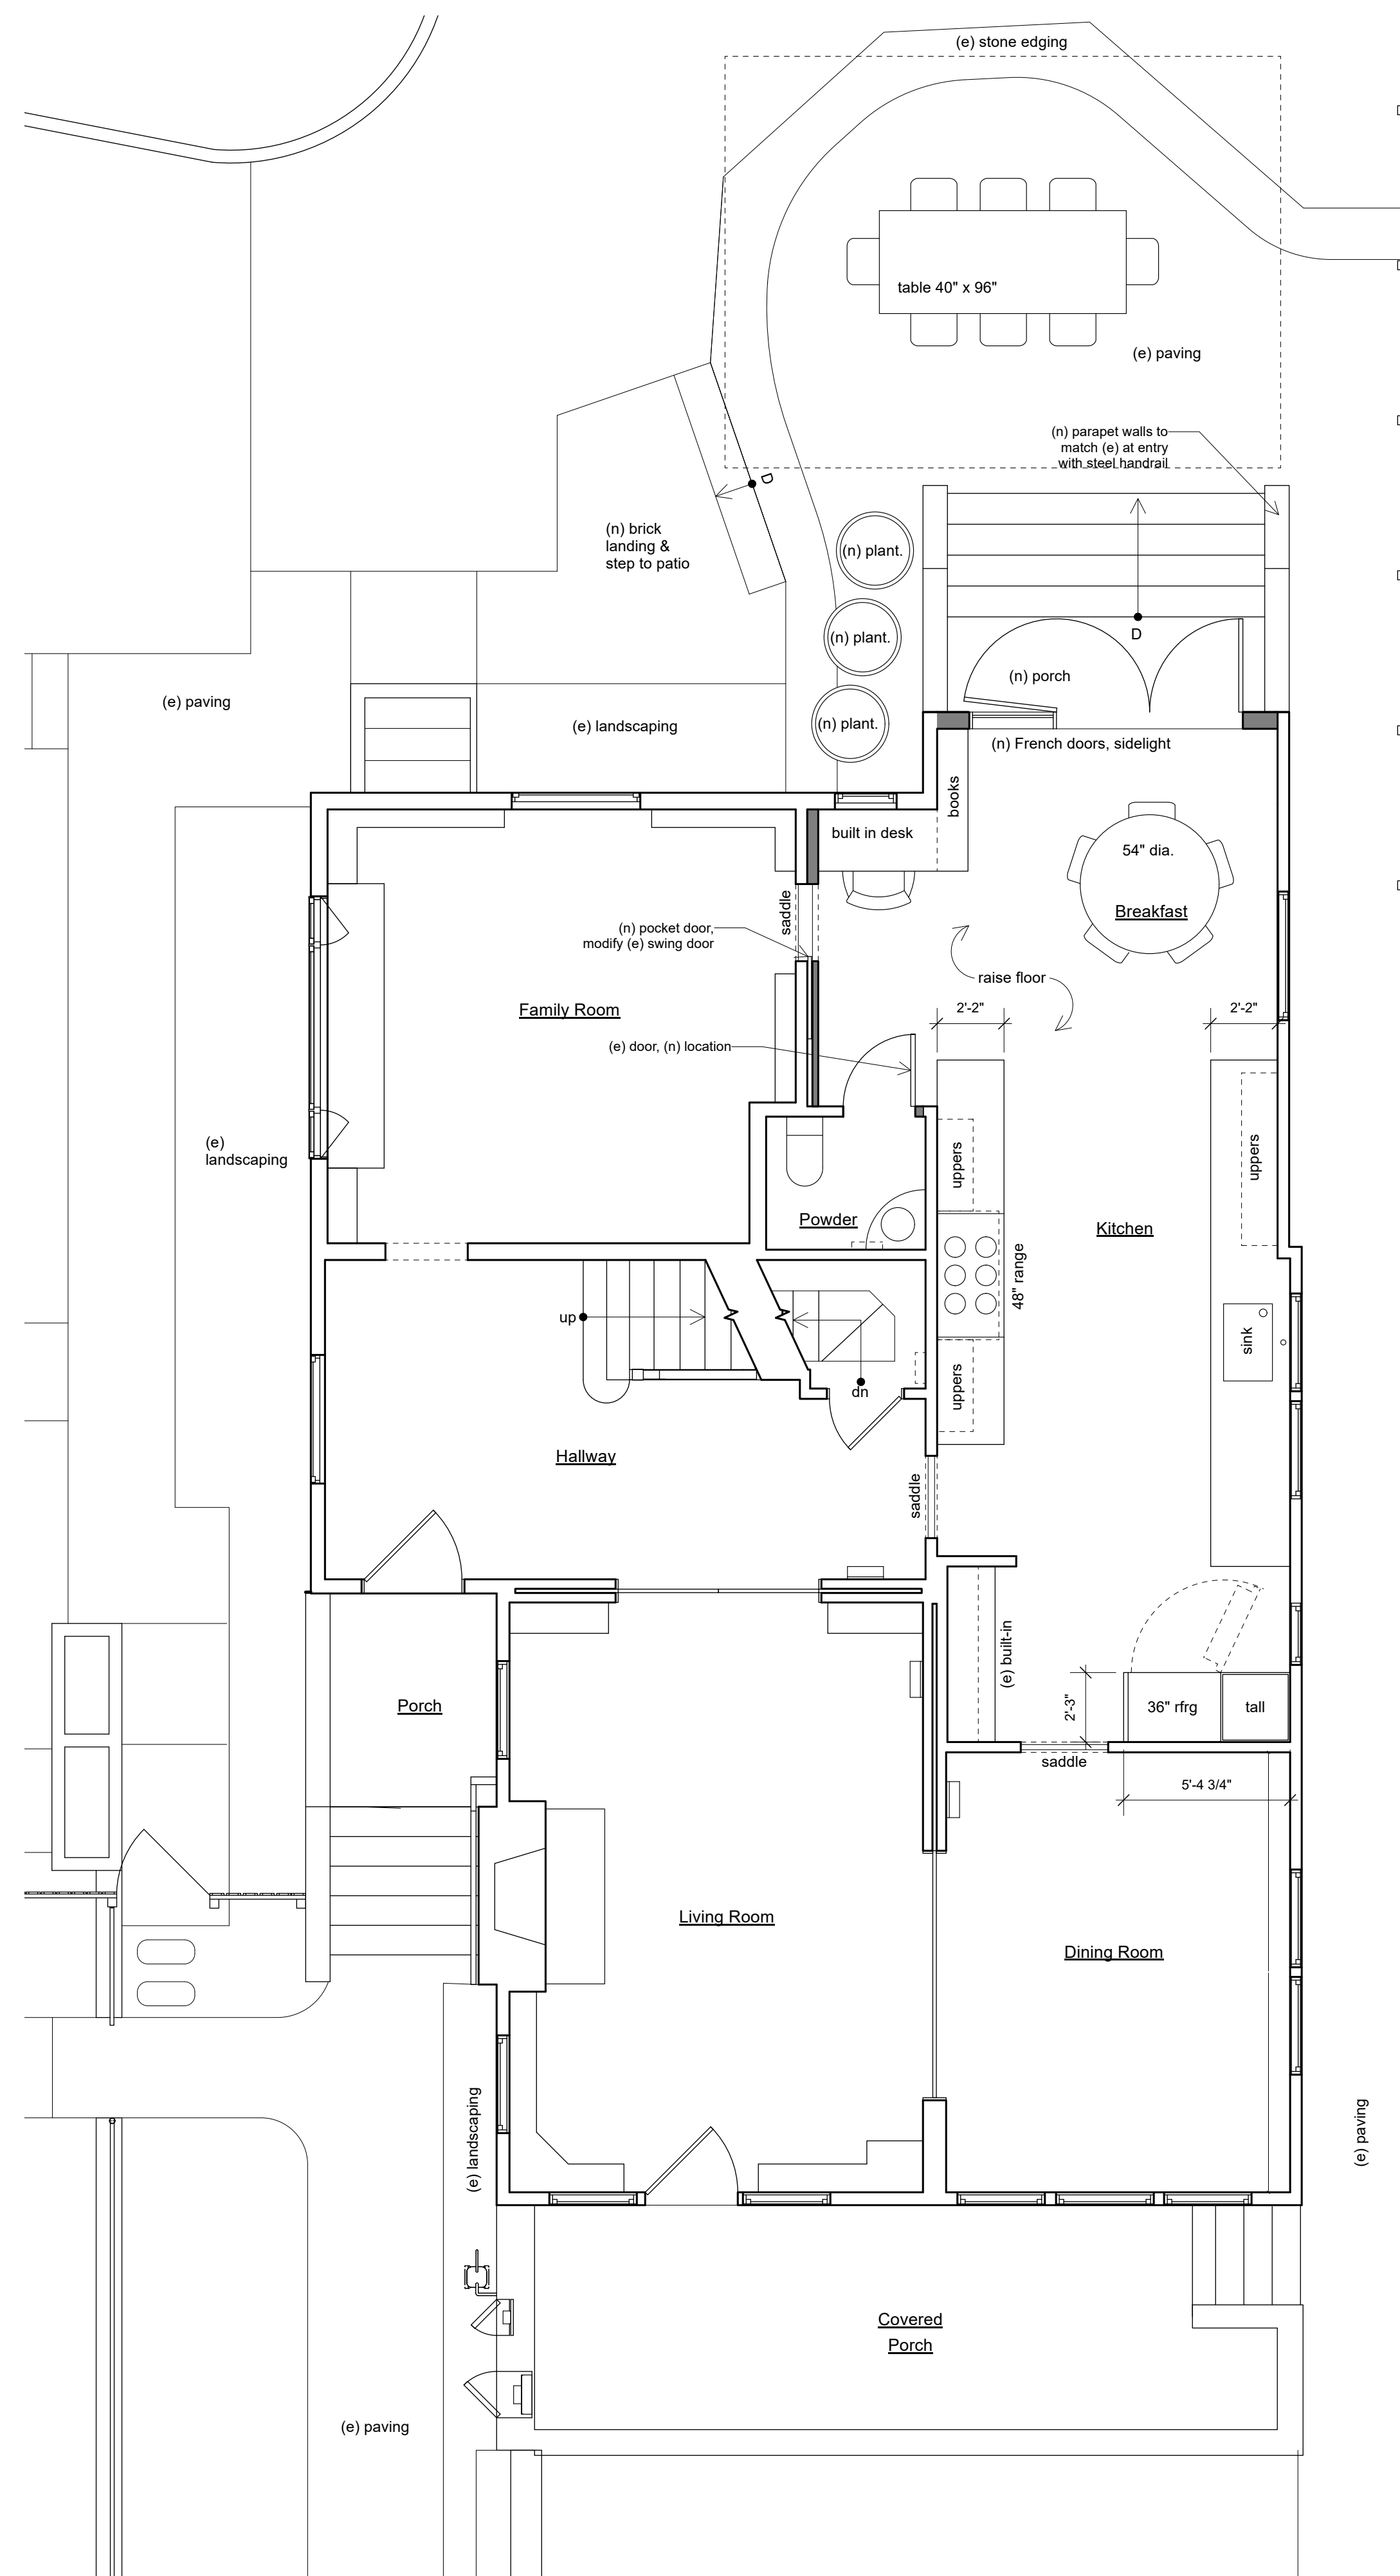 (e) stone edging
table 40" x 96"
(e) paving
(n) parapet walls to
match (e) at entry
with steel handrail
D
(n) brick
landing &
step to patio
(n) plant.
(n) plant.
D
(n) porch
(e) paving
(e) landscaping
(n) plant.
(n) French doors, sidelight
books
built in desk
54" dia.
Breakfast
saddle
(n) pocket door,
modify (e) swing door
raise floor
Family Room
2'-2"
2'-2"
(e) door, (n) location
(e)
landscaping
uppers
uppers
Powder
Kitchen
48" range
up
sink
uppers
dn
Hallway
saddle
(e) built-in
Porch
2'-3"
36" rfrg
tall
saddle
5'-4 3/4"
Living Room
Dining Room
(e) landscaping
(e) paving
Covered
Porch
(e) paving